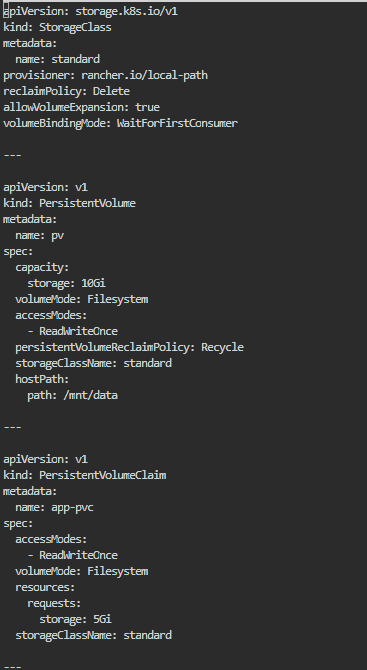 apiVersion: storage.k8s.io/v1
kind: StorageClass
metadata:
  name: standard
provisioner: rancher.io/local-path
reclaimPolicy: Delete
allowVolumeExpansion: true
volumeBindingMode: WaitForFirstConsumer

---

apiVersion: v1
kind: PersistentVolume
metadata:
  name: pv
spec:
  capacity:
    storage: 10Gi
  volumeMode: Filesystem
  accessModes:
    - ReadWriteOnce
  persistentVolumeReclaimPolicy: Recycle
  storageClassName: standard
  hostPath:
    path: /mnt/data

---

apiVersion: v1
kind: PersistentVolumeClaim
metadata:
  name: app-pvc
spec:
  accessModes:
    - ReadWriteOnce
  volumeMode: Filesystem
  resources:
    requests:
      storage: 5Gi
  storageClassName: standard

---